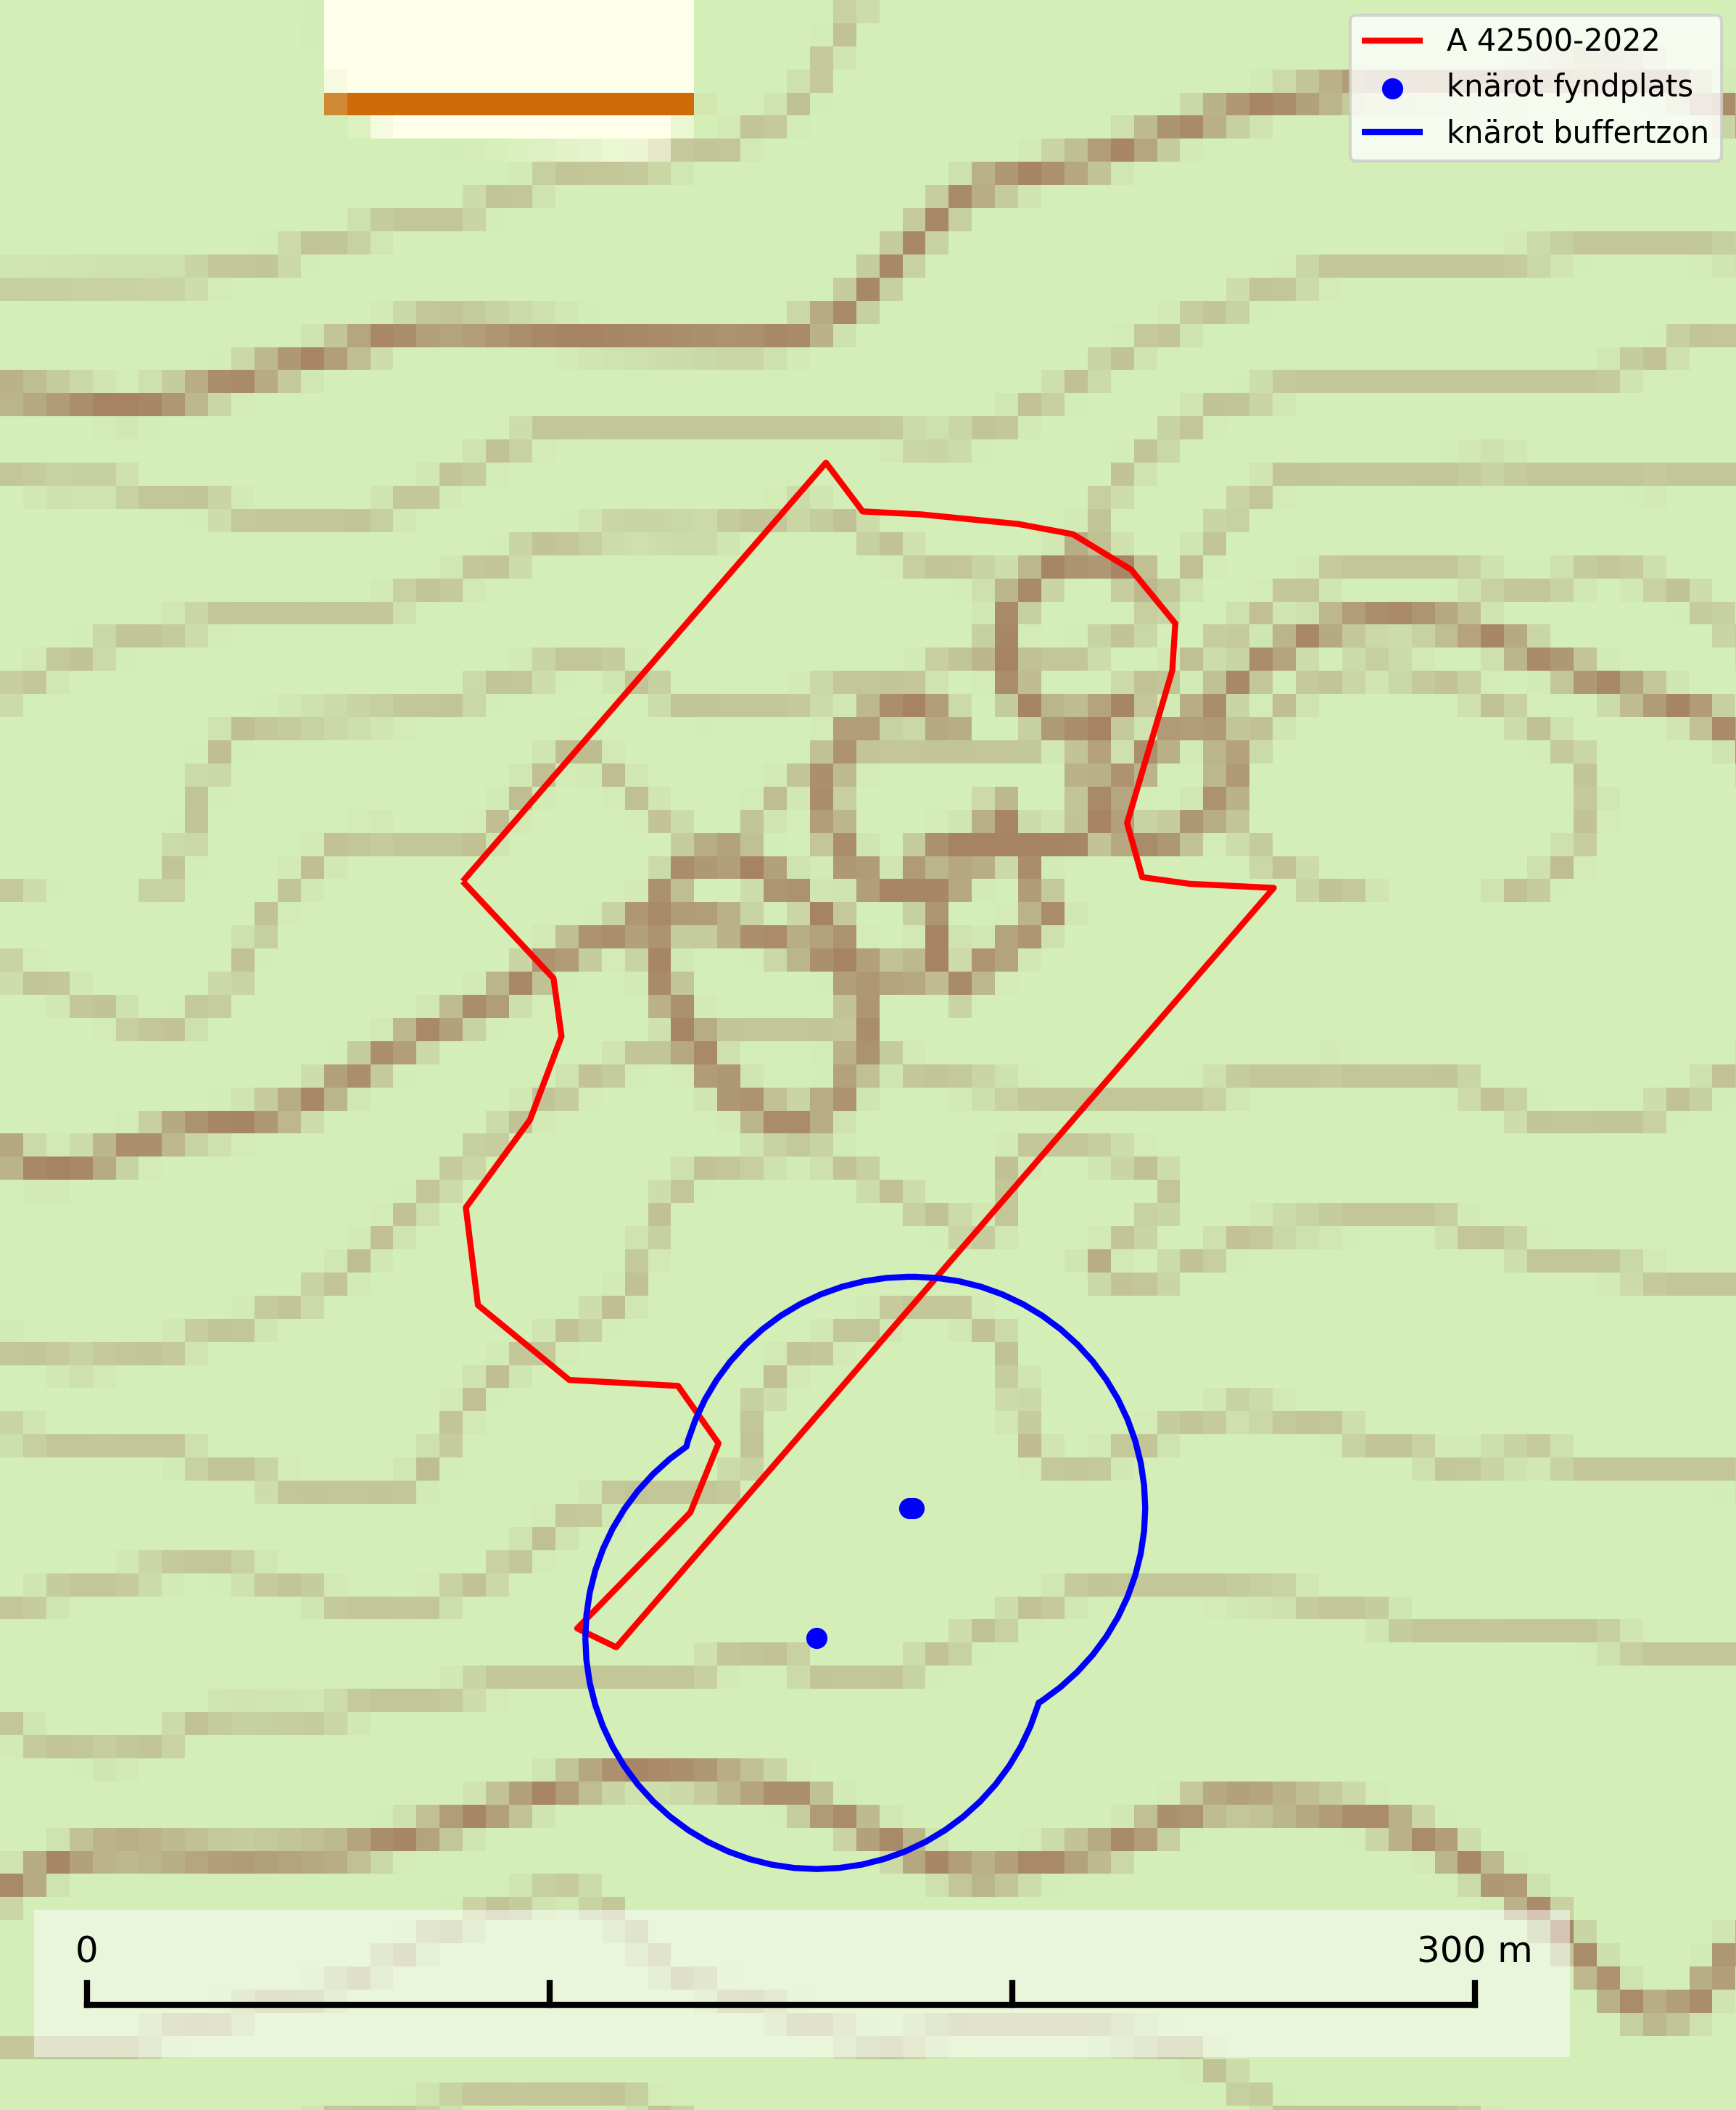 A 42500-2022
knärot fyndplats
knärot buffertzon
0
300 m